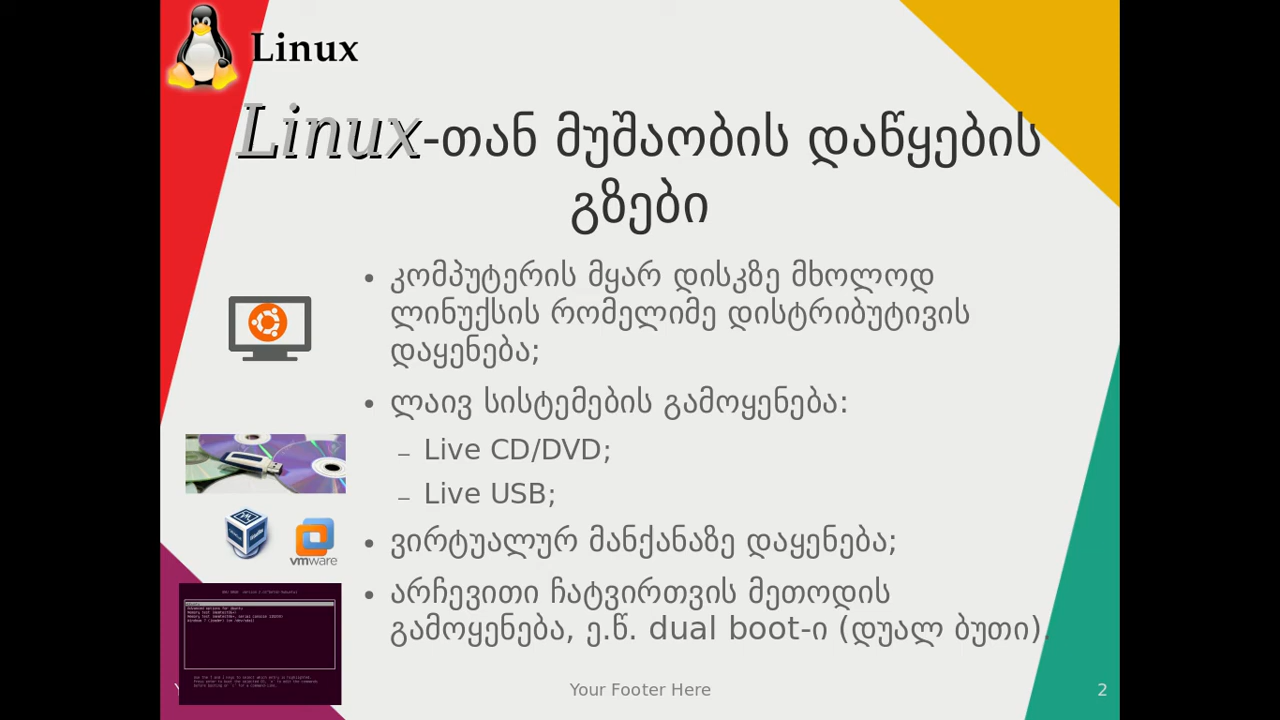 Linux
Linux-თან მუშაობის დაწყების
გზები
• კომპუტერის მყარ დისკზე მხოლოდ
ლინუქსის რომელიმე დისტრიბუტივის
დაყენება;
• ლაივ სისტემების გამოყენება:
– Live CD/DVD;
– Live USB;
• ვირტუალურ მანქანაზე დაყენება;
vmware
• არჩევითი ჩატვირთვის მეთოდის
გამოყენება, ე.წ. dual boot-ი (დუალ ბუთი).
Your Footer Here
2